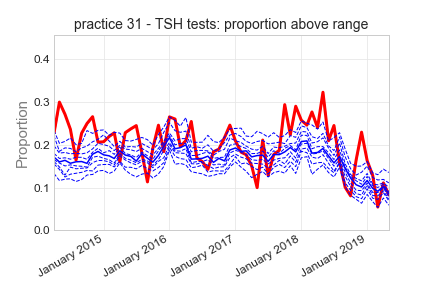 practice 31 - TSH tests: proportion above range
Proportion
0.4
0.3
0.2
0.1
0.0
January 2015
January 2016
January 2017
January 2018
January 2019